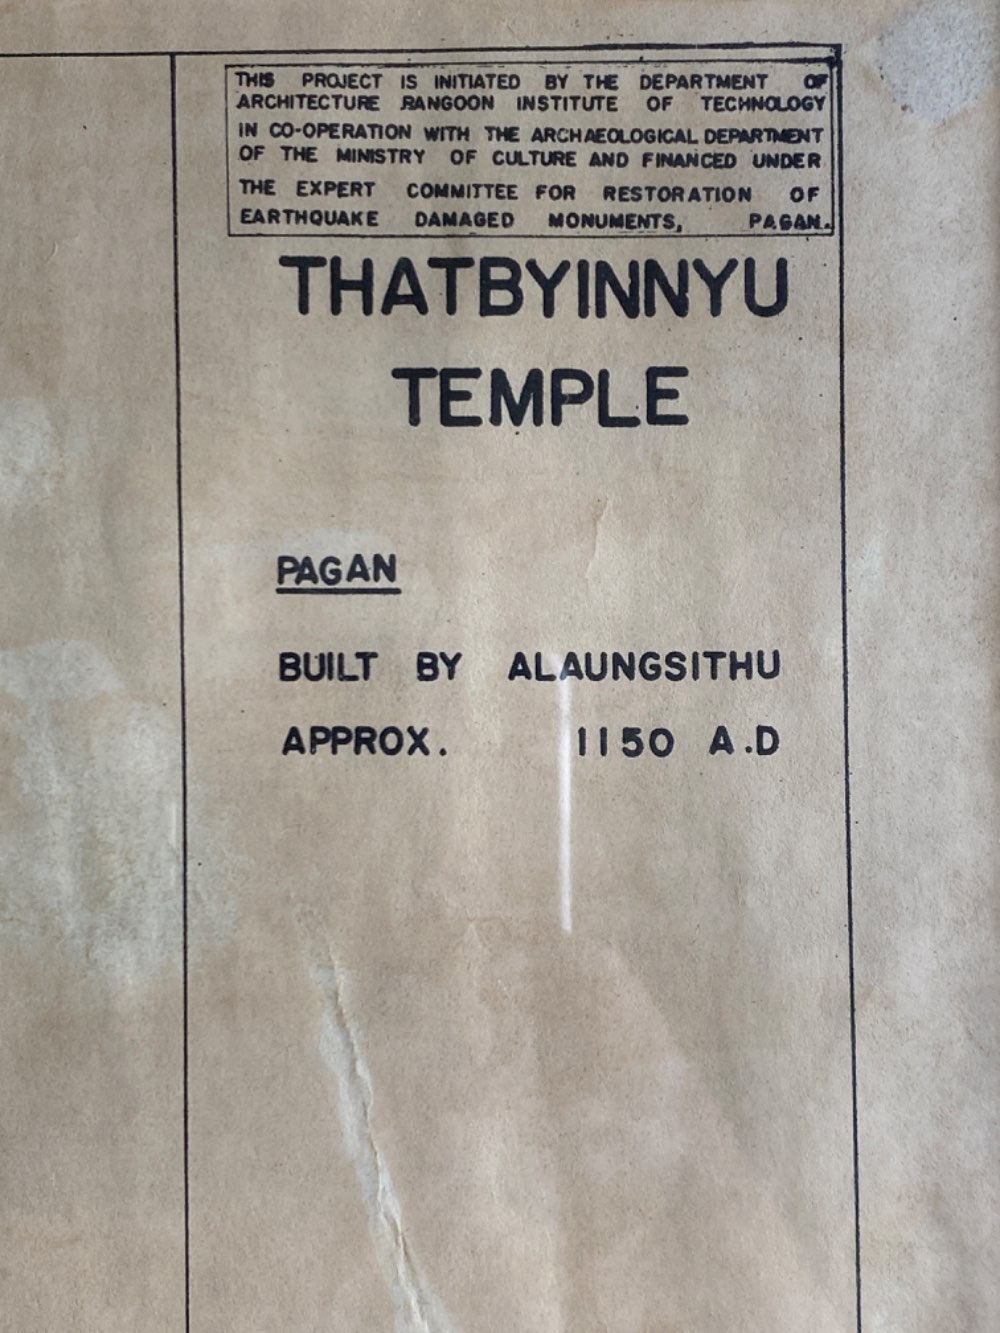 THIS PROJECT IS INITIATED BY THE DEPARTMENT OF
ARCHITECTURE RANGOON INSTITUTE OF TECHNOLOGY
IN CO-OPERATION WITH THE ARCHAEOLOGICAL DEPARTMENT
OF THE MINISTRY OF CULTURE AND FINANCED UNDER
THE EXPERT COMMITTEE FOR RESTORATION OF
EARTHQUAKE DAMAGED MONUMENTS, PAGAN.
THATBYINNYU
TEMPLE
PAGAN
BUILT BY ALAUNGSITHU
APPROX. 1150 A.D